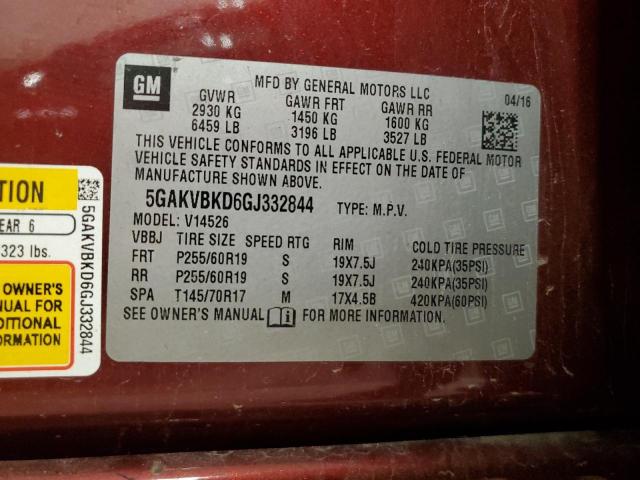 GM
MFD BY GENERAL MOTORS LLC
04/16
GVWR GAWR FRT GAWR RR
2930 KG 1450 KG 1600 KG
6459 LB 3196 LB 3527 LB
THIS VEHICLE CONFORMS TO ALL APPLICABLE U.S. FEDERAL MOTOR
VEHICLE SAFETY STANDARDS IN EFFECT ON THE DATE OF
MANUFACTURE SHOWN ABOVE.
5GAKVBKD6GJ332844 TYPE: M.P.V.
MODEL: V14526
VBBJ TIRE SIZE SPEED RTG RIM COLD TIRE PRESSURE
FRT P255/60R19 S 19X7.5J 240KPA(35PSI)
RR P255/60R19 S 19X7.5J 240KPA(35PSI)
SPA T145/70R17 M 17X4.5B 420KPA(60PSI)
SEE OWNER'S MANUAL i FOR MORE INFORMATION.
TION
EAR 6
323 lbs.
OWNER'S
NUAL FOR
DITIONAL
ORMATION
5GAKVBKD6GJ332844